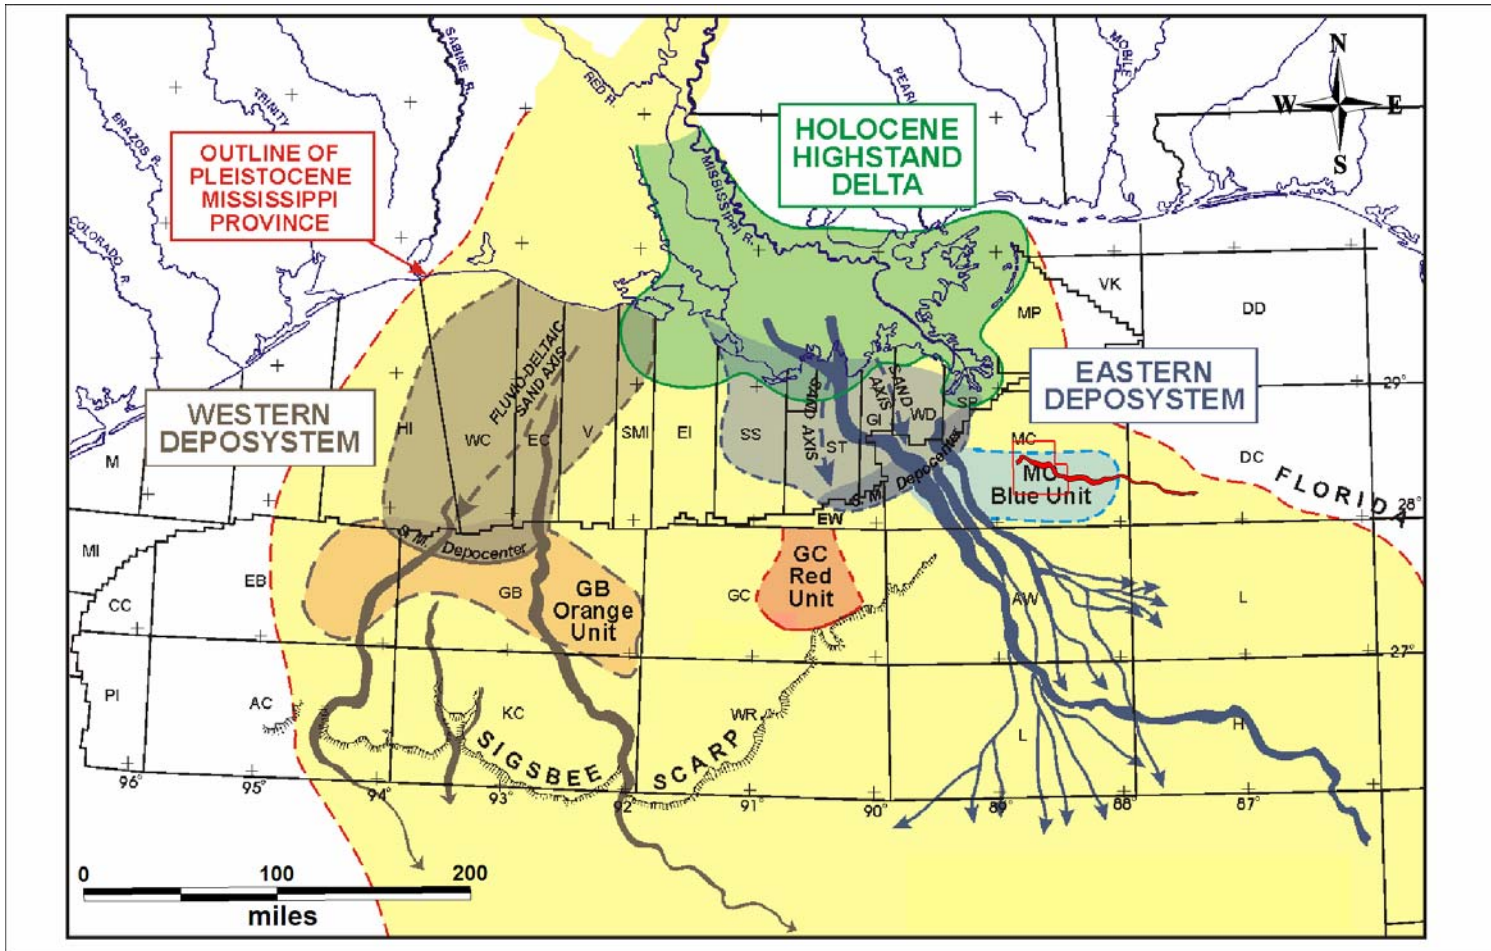 N
W E
S
SABINE R.
RED R.
TRINITY
BRAZOS R.
COLORADO R.
MISSISSIPPI R.
PEARL
MOBILE
OUTLINE OF
PLEISTOCENE
MISSISSIPPI
PROVINCE
HOLOCENE
HIGHSTAND
DELTA
WESTERN
DEPOSYSTEM
EASTERN
DEPOSYSTEM
FLUVIO-DELTAIC
SAND AXIS
SAND AXIS
SAND
AXIS
VK
DD
MP
29°
HI
WC
EC
V
SMI
EI
SS
ST
GI
WD
SP
M
MC
DC
FLORIDA
28°
MC
Blue Unit
S. M. Depocenter
S. M. Depocenter
EW
MI
EB
CC
GB
GB
Orange
Unit
GC
GC
Red
Unit
AW
L
27°
PI
AC
KC
WR
L
H
SIGSBEE SCARP
96°
95°
94°
93°
92°
91°
90°
89°
88°
87°
0 100 200
miles